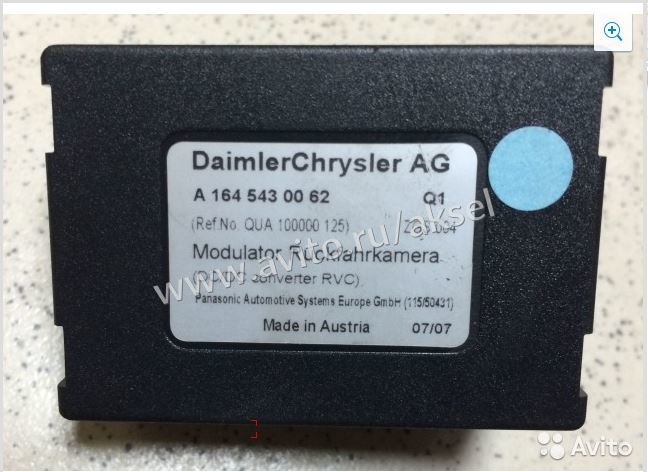 DaimlerChrysler AG
A 164 543 00 62 Q1
(Ref.No. QUA 100000 125)
Modulator Rückfahrkamera
converter RVC)
Panasonic Automotive Systems Europe GmbH (115/50431)
Made in Austria 07/07
www.avito.ru/aksel
Avito